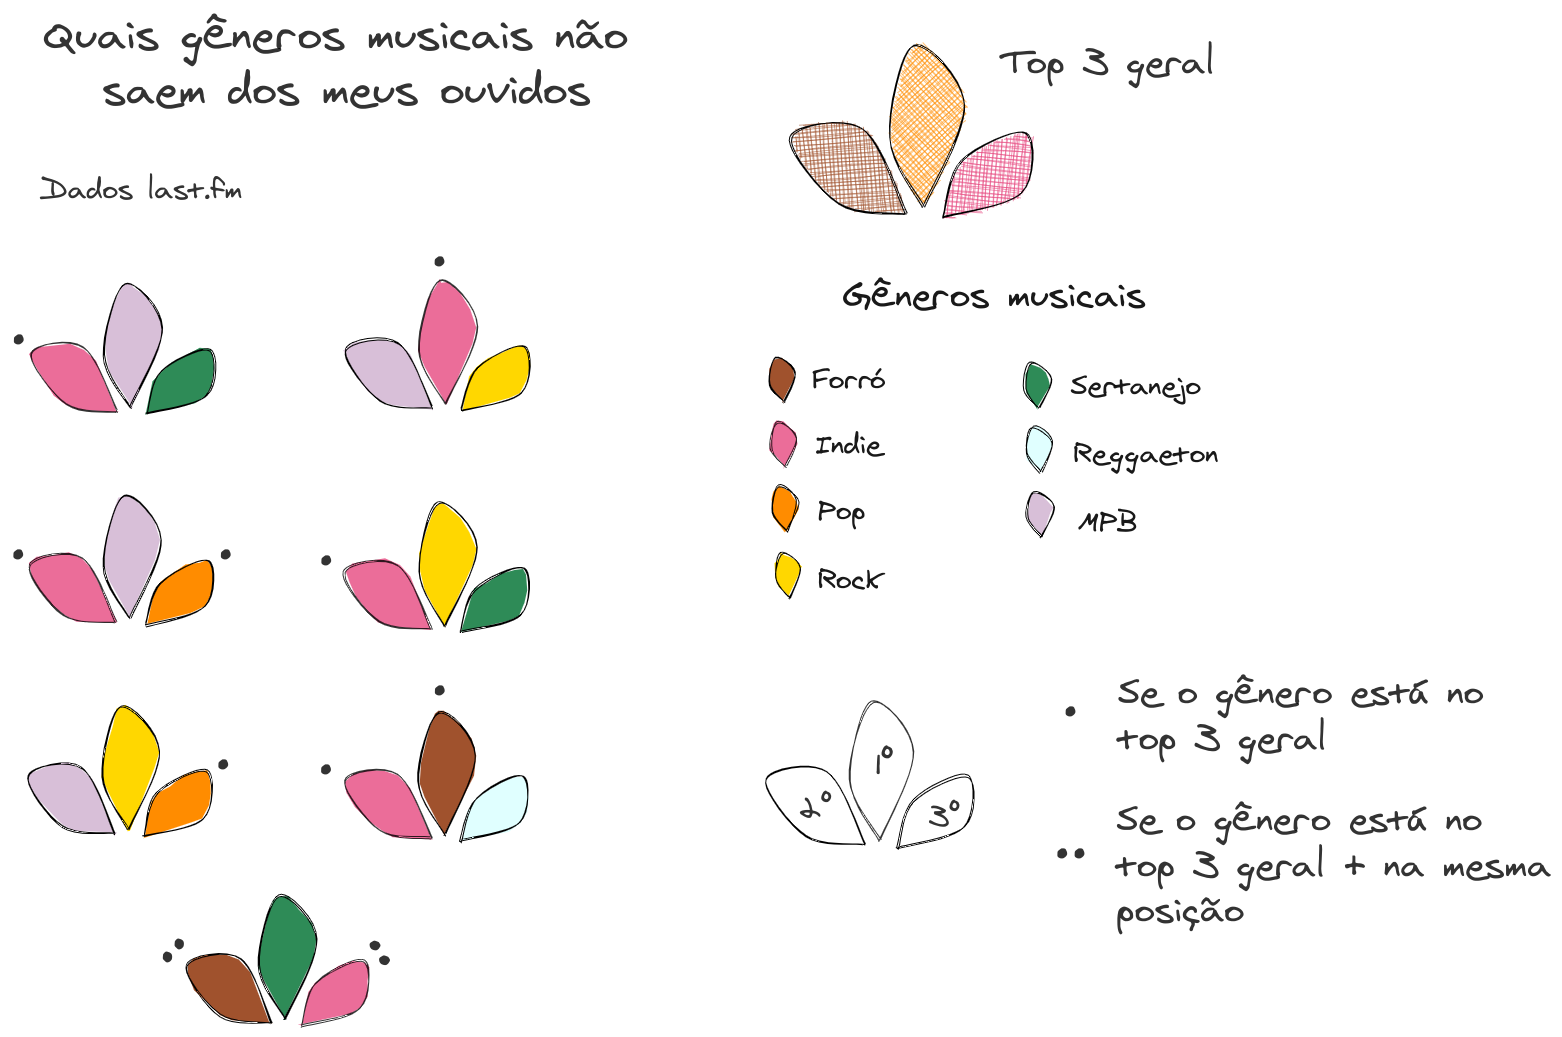 Quais gêneros musicais não
saem dos meus ouvidos
Dados last.fm
Top 3 geral
Gêneros musicais
Forró
Indie
Pop
Rock
Sertanejo
Reggaeton
MPB
1º
2º
3º
Se o gênero está no
top 3 geral
Se o gênero está no
top 3 geral + na mesma
posição